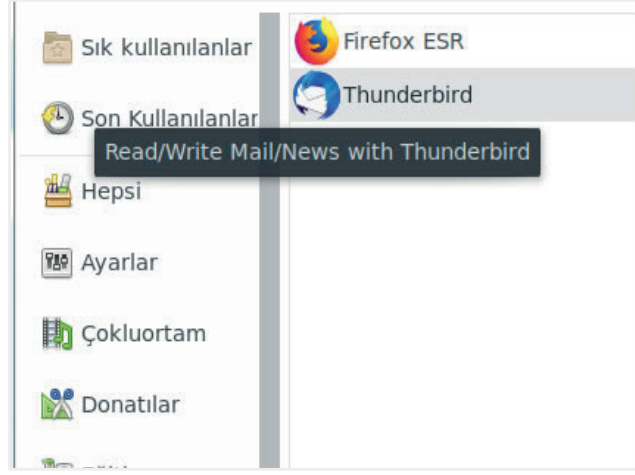 Sık kullanılanlar
Son Kullanılanlar
Hepsi
Ayarlar
Çokluortam
Donatılar
Firefox ESR
Thunderbird
Read/Write Mail/News with Thunderbird